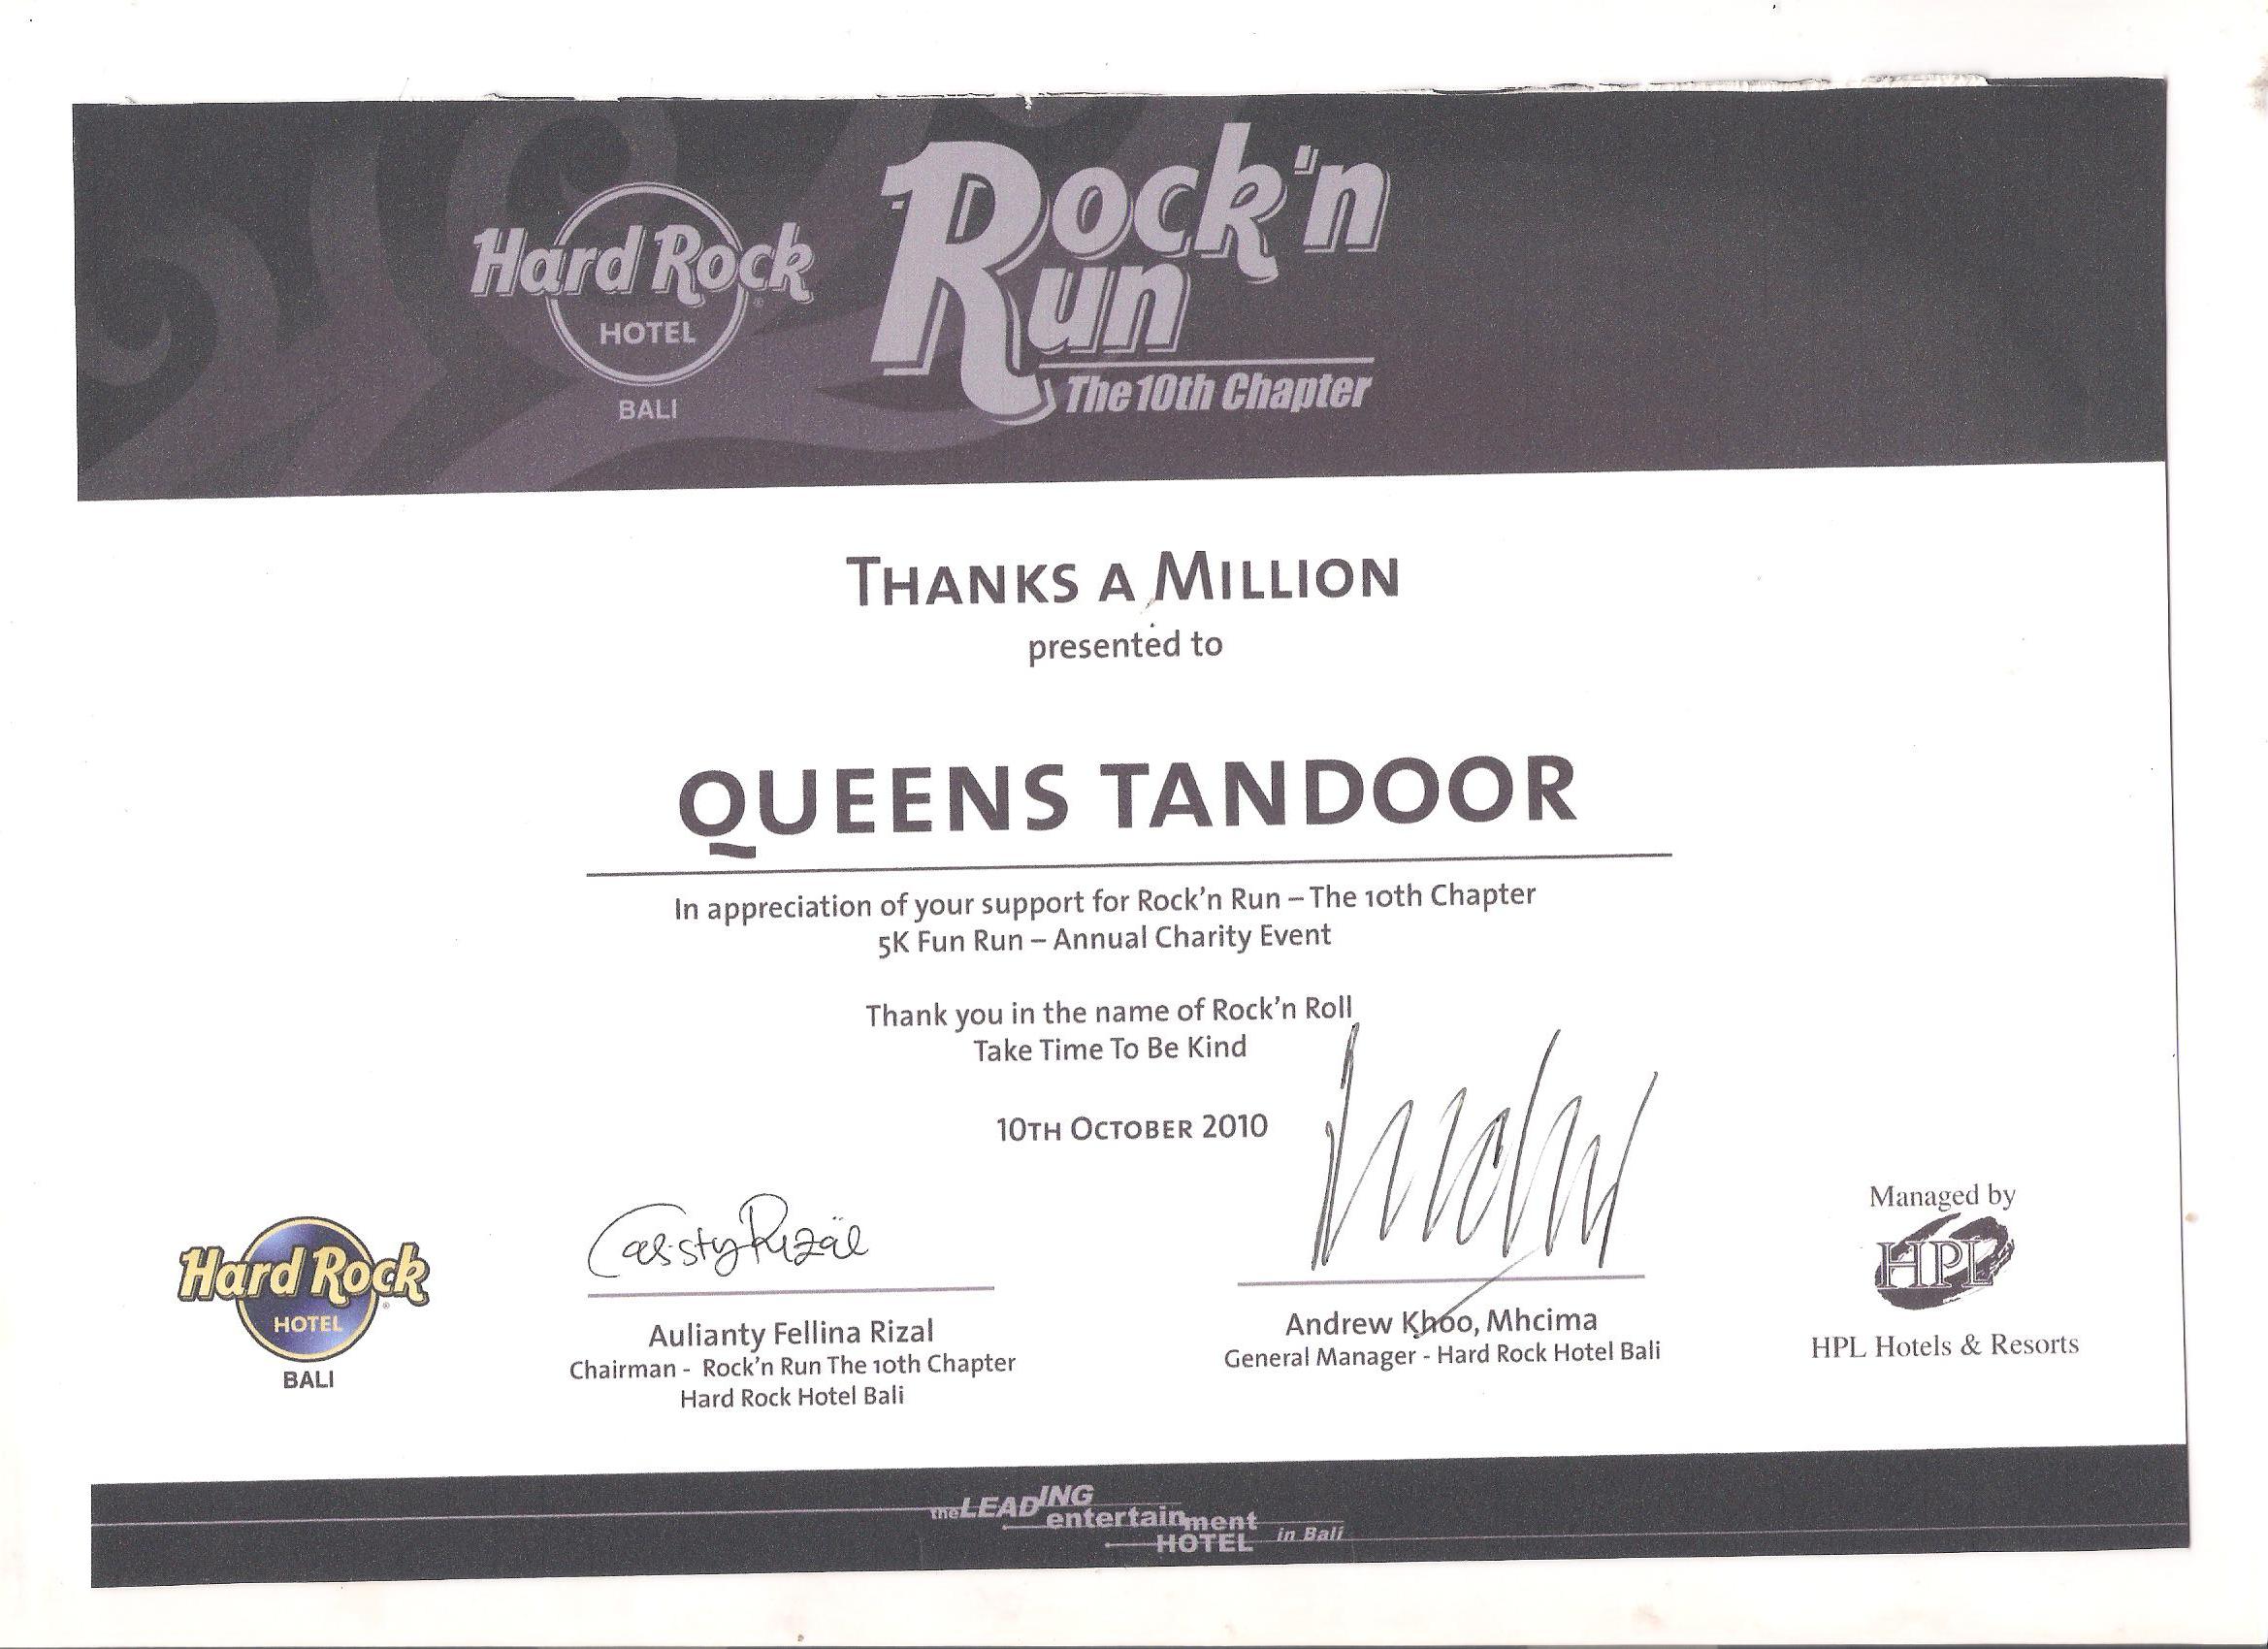 Hard Rock
HOTEL
BALI
Rock'n
Run
The 10th Chapter
THANKS A MILLION
presented to
QUEENS TANDOOR
In appreciation of your support for Rock'n Run – The 10th Chapter
5K Fun Run – Annual Charity Event
Thank you in the name of Rock'n Roll
Take Time To Be Kind
10TH OCTOBER 2010
Hard Rock
HOTEL
BALI
Aulianty Fellina Rizal
Chairman - Rock'n Run The 10th Chapter
Hard Rock Hotel Bali
Andrew Khoo, Mhcima
General Manager - Hard Rock Hotel Bali
Managed by
HPL
HPL Hotels & Resorts
the LEADING
entertainment
HOTEL in Bali